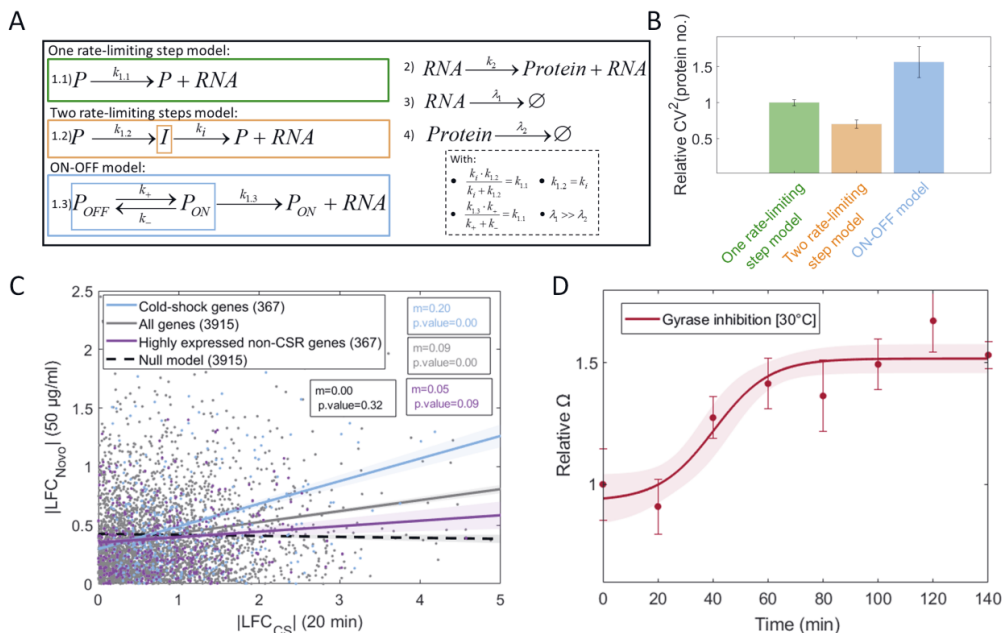 A
One rate-limiting step model:
1.1) P k1.1 → P + RNA
Two rate-limiting steps model:
1.2) P k1.2 → I ki → P + RNA
ON-OFF model:
1.3) POFF k+ ⇄ k− PON k1.3 → PON + RNA
2) RNA k2 → Protein + RNA
3) RNA λ1 → ∅
4) Protein λ2 → ∅
With:
• ki · k1.2 / ki + k1.2 = k1.1 • k1.2 = ki
• k1.3 · k+ / k+ + k− = k1.1 • λ1 >> λ2
B
Relative CV²(protein no.)
1.5
1
0.5
One rate-limiting
step model
Two rate-limiting
step model
ON-OFF model
C
|LFCNovo| (50 µg/ml)
2.5
2
1.5
1
0.5
0
Cold-shock genes (367)
All genes (3915)
Highly expressed non-CSR genes (367)
Null model (3915)
m=0.20
p.value=0.00
m=0.09
p.value=0.00
m=0.00
p.value=0.32
m=0.05
p.value=0.09
0 1 2 3 4 5
|LFCCS| (20 min)
D
Relative Ω
1.5
1
Gyrase inhibition [30°C]
0 20 40 60 80 100 120 140
Time (min)